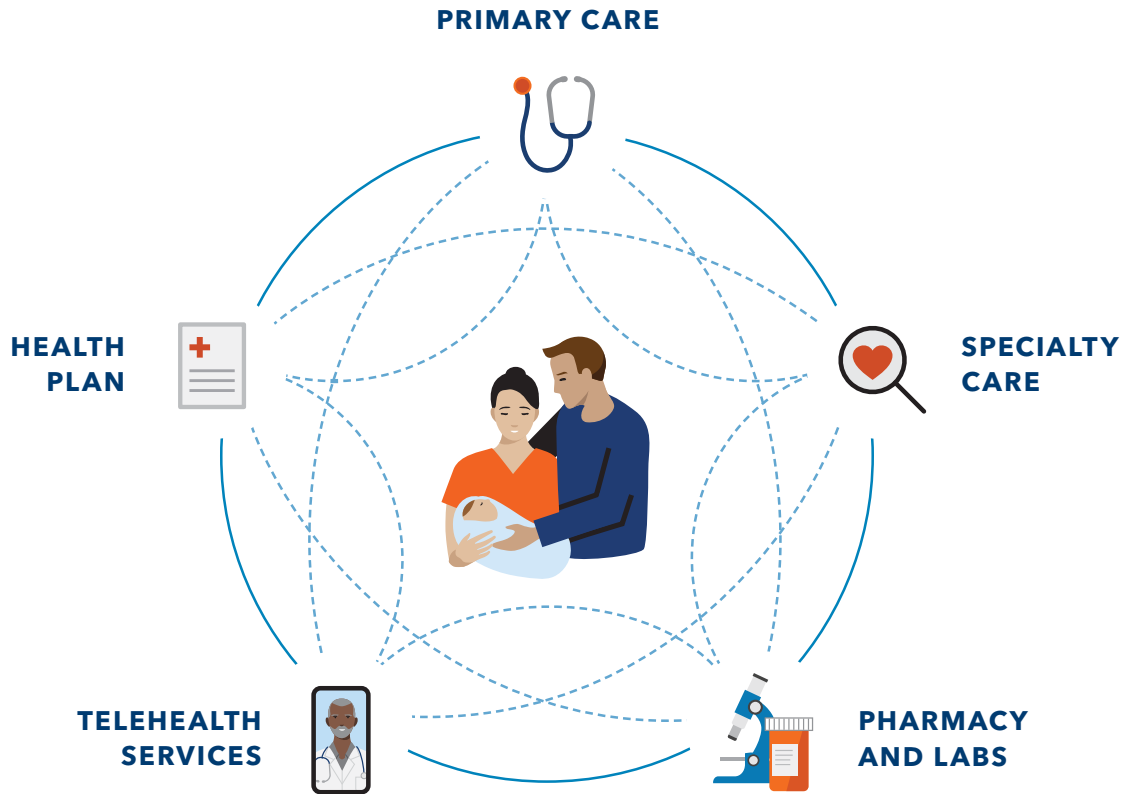 PRIMARY CARE
HEALTH
PLAN
SPECIALTY
CARE
TELEHEALTH
SERVICES
PHARMACY
AND LABS